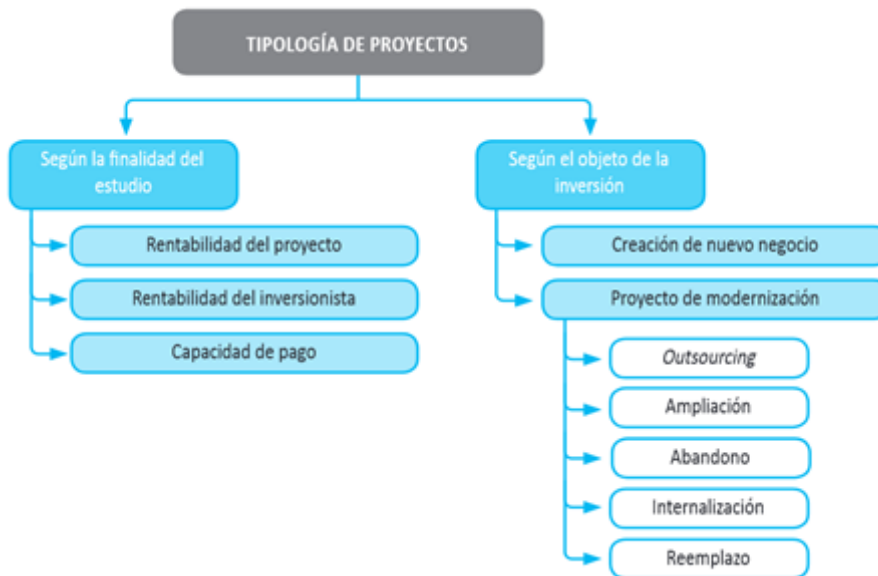 TIPOLOGÍA DE PROYECTOS
Según la finalidad del
estudio
Rentabilidad del proyecto
Rentabilidad del inversionista
Capacidad de pago
Según el objeto de la
inversión
Creación de nuevo negocio
Proyecto de modernización
Outsourcing
Ampliación
Abandono
Internalización
Reemplazo